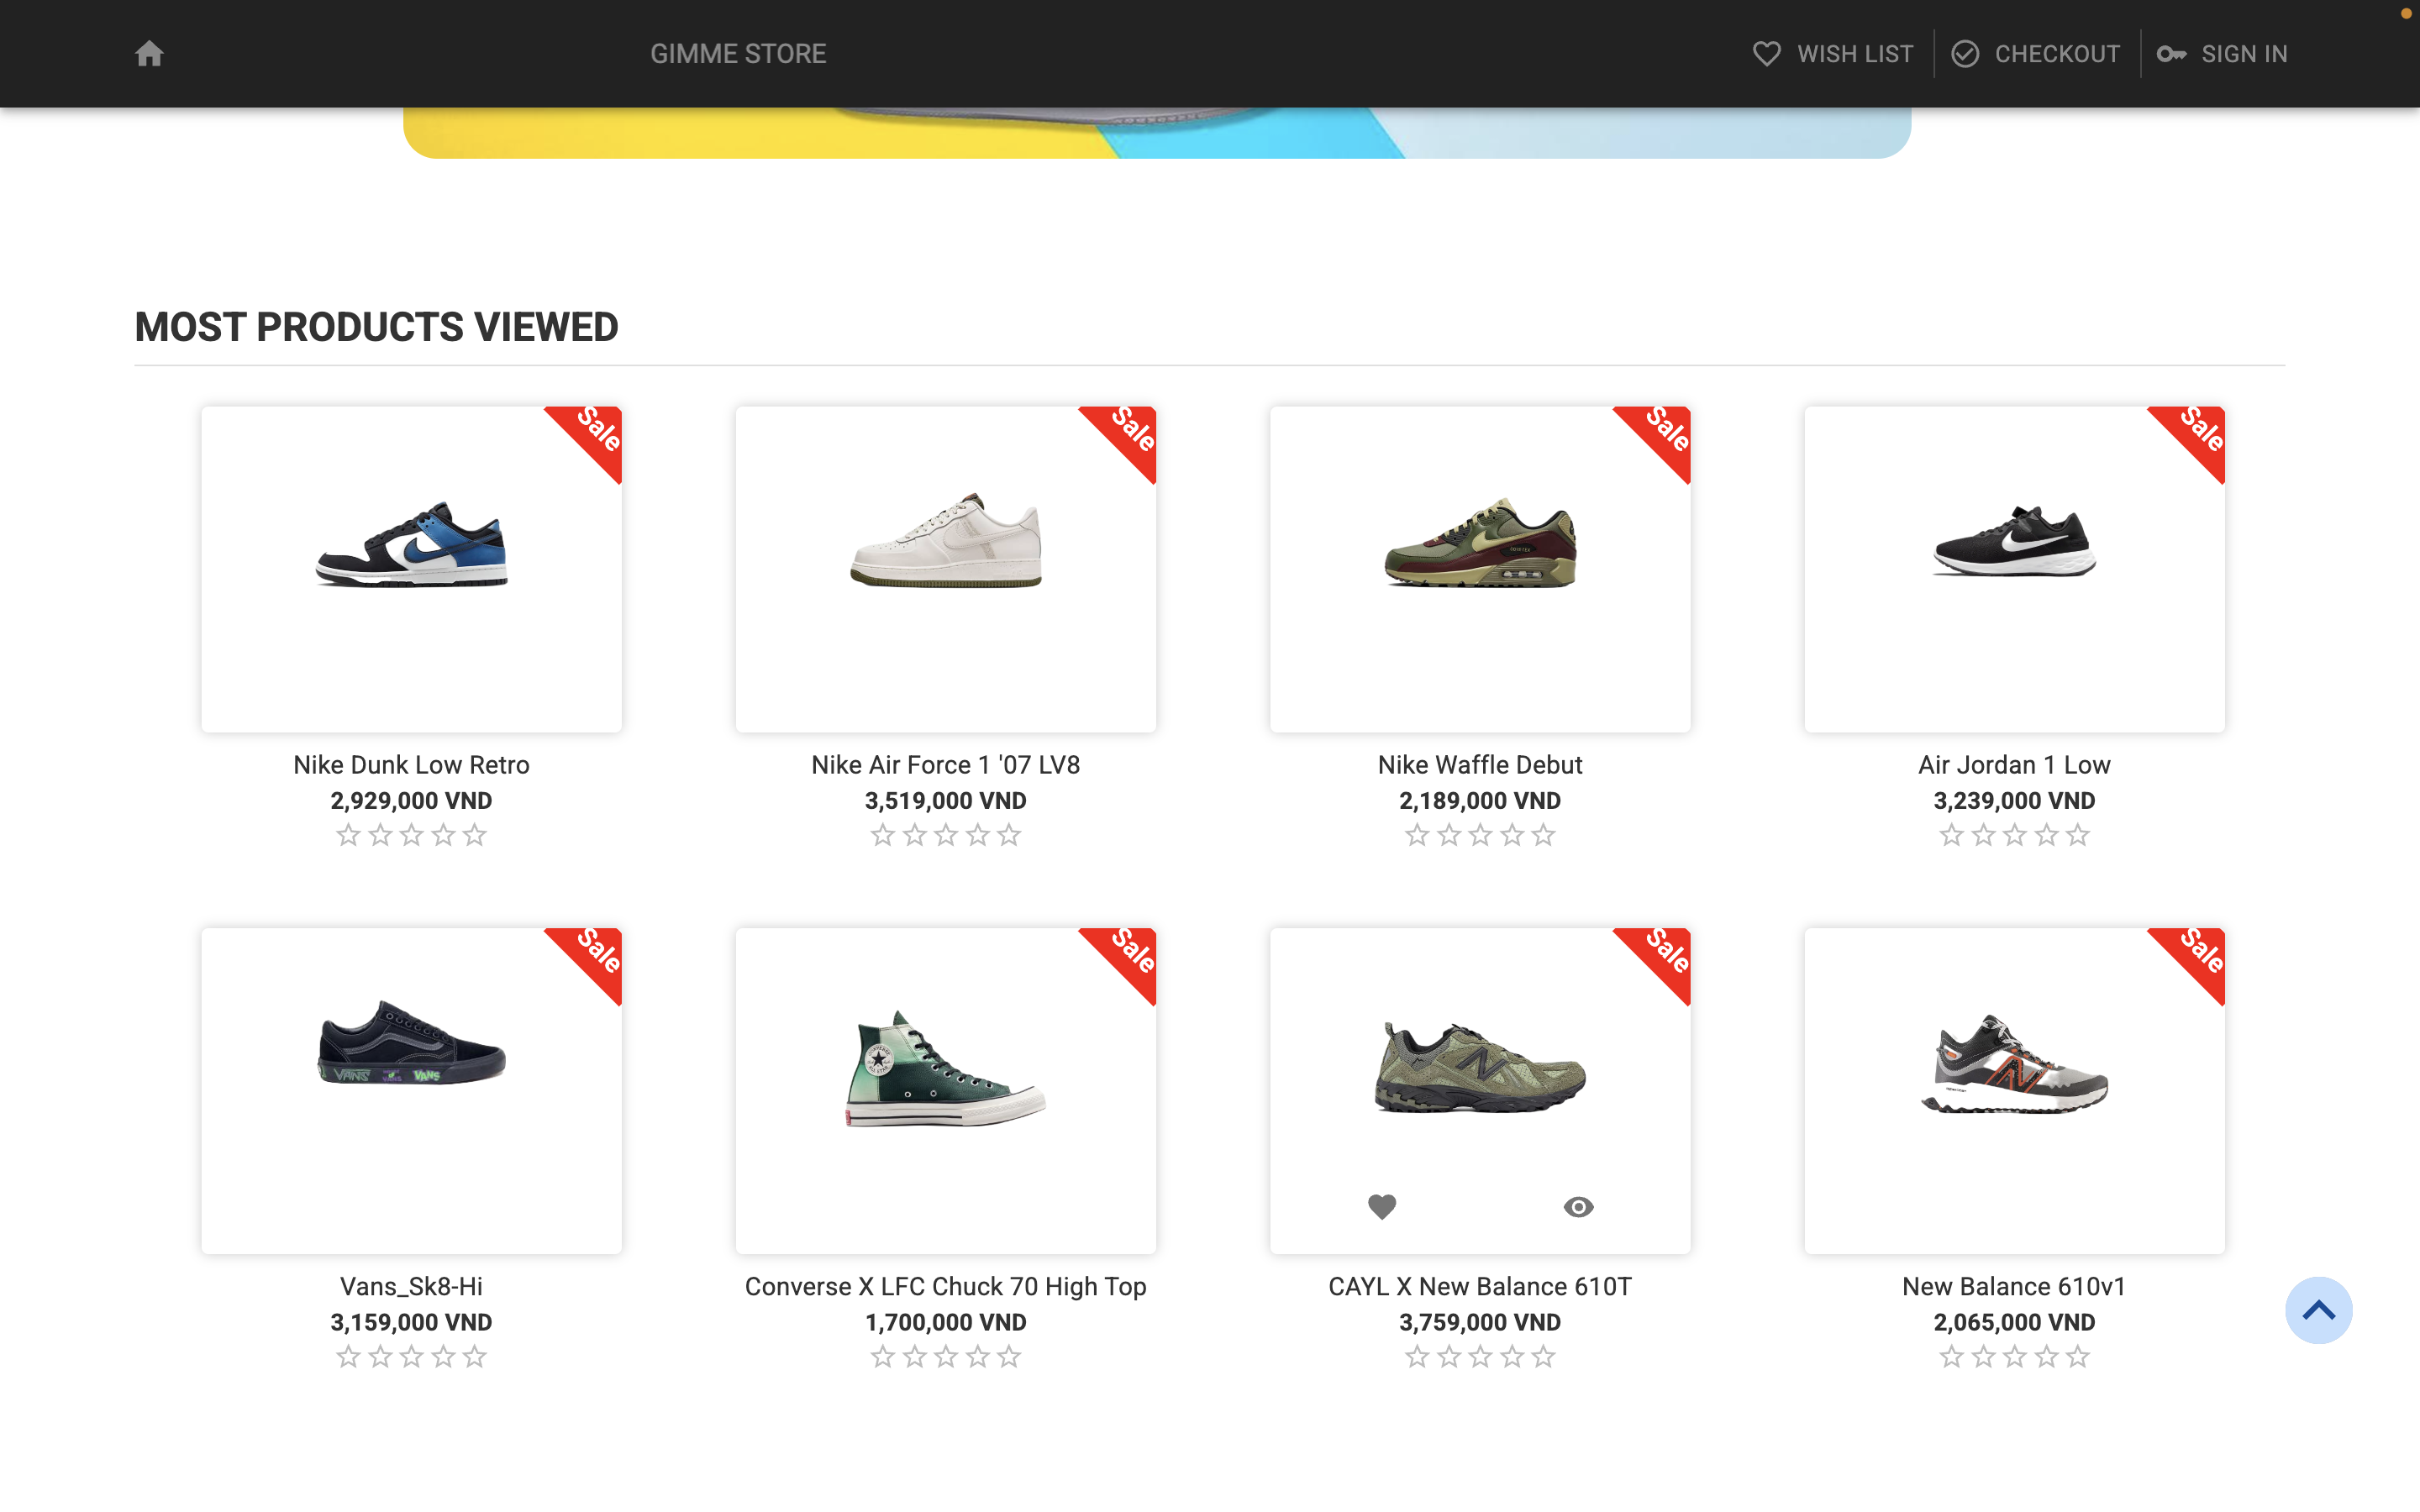 GIMME STORE
WISH LIST
CHECKOUT
SIGN IN
MOST PRODUCTS VIEWED
Sale
Sale
Sale
Sale
Nike Dunk Low Retro
2,929,000 VND
Nike Air Force 1 '07 LV8
3,519,000 VND
Nike Waffle Debut
2,189,000 VND
Air Jordan 1 Low
3,239,000 VND
Sale
Sale
Sale
Sale
VANS
VANS
VANS
Vans_Sk8-Hi
3,159,000 VND
Converse X LFC Chuck 70 High Top
1,700,000 VND
CAYL X New Balance 610T
3,759,000 VND
New Balance 610v1
2,065,000 VND